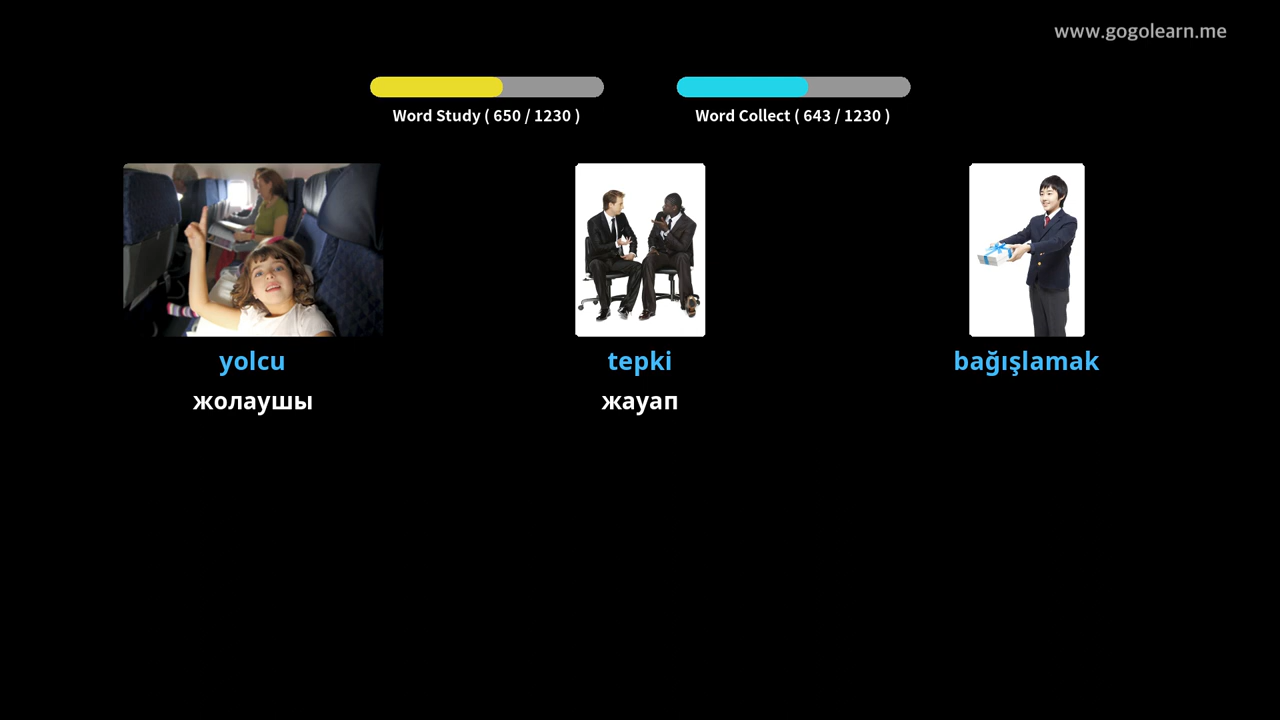 www.gogolearn.me
Word Study ( 650 / 1230 )
Word Collect ( 643 / 1230 )
yolcu
tepki
bağışlamak
жолаушы
жауап